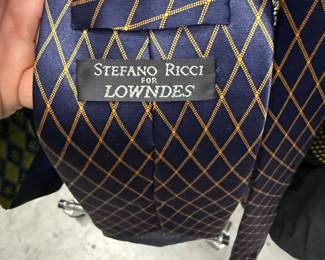 STEFANO RICCI
FOR
LOWNDES